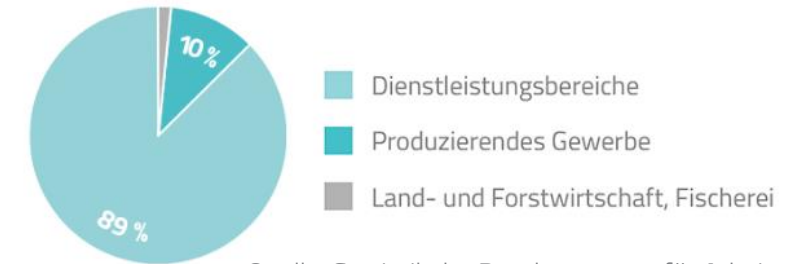 10 %
Dienstleistungsbereiche
Produzierendes Gewerbe
Land- und Forstwirtschaft, Fischerei
89 %